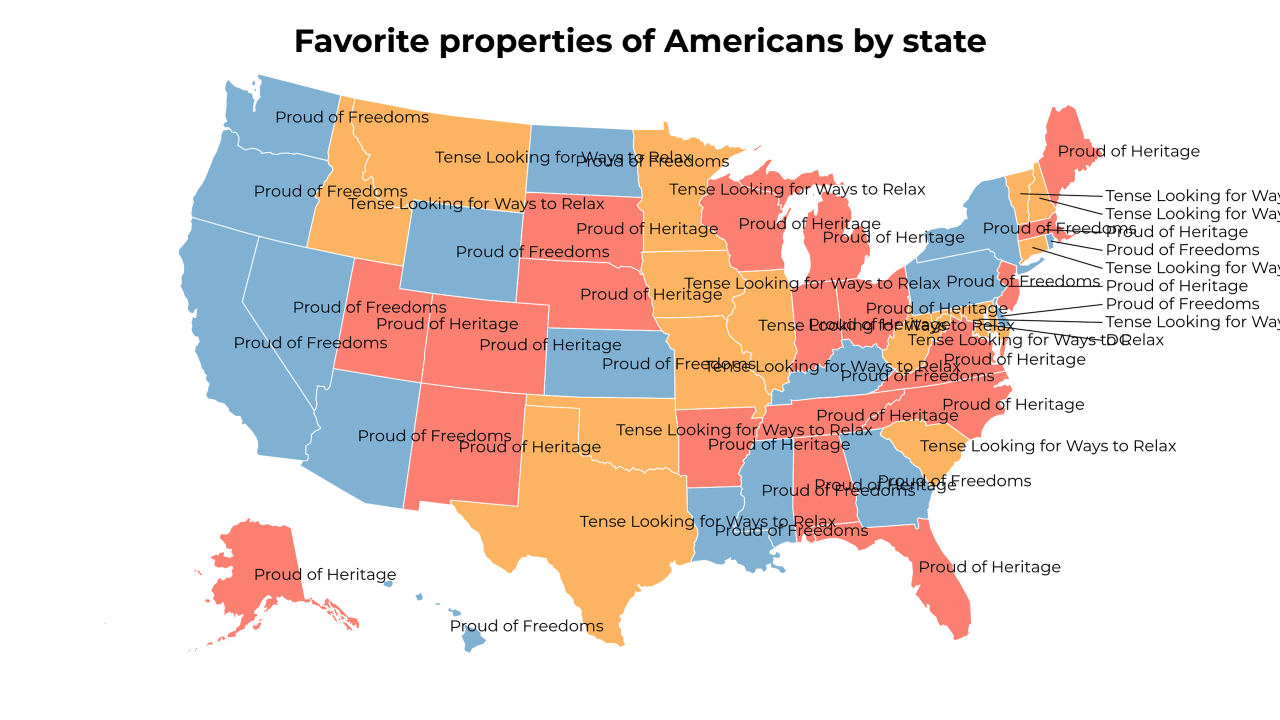 Favorite properties of Americans by state
Proud of Freedoms
Proud of Heritage
Tense Looking for Ways to Relax
Proud of Freedoms
Tense Looking for Ways to Relax
Proud of Freedoms
Tense Looking for Ways to Relax
Proud of Heritage
Tense Looking for Way
Tense Looking for Ways to Relax
Tense Looking for Way
Proud of Heritage
Proud of Heritage
Proud of Freedoms
Proud of Heritage
Proud of Heritage
Proud of Freedoms
Proud of Freedoms
Tense Looking for Way
Proud of Freedoms
Tense Looking for Ways to Relax
Proud of Heritage
Proud of Heritage
Proud of Freedoms
Proud of Freedoms
Proud of Heritage
Proud of Heritage
Tense Looking for Way
Tense Looking for Ways to Relax
Proud of Heritage
Tense Looking for Ways to Relax
DC
Proud of Freedoms
Proud of Heritage
Proud of Heritage
Proud of Freedoms
Tense Looking for Ways to Relax
Proud of Freedoms
Proud of Heritage
Proud of Heritage
Tense Looking for Ways to Relax
Proud of Freedoms
Proud of Heritage
Proud of Heritage
Tense Looking for Ways to Relax
Proud of Freedoms
Proud of Heritage
Proud of Freedoms
Tense Looking for Ways to Relax
Proud of Freedoms
Proud of Heritage
Proud of Heritage
Proud of Freedoms